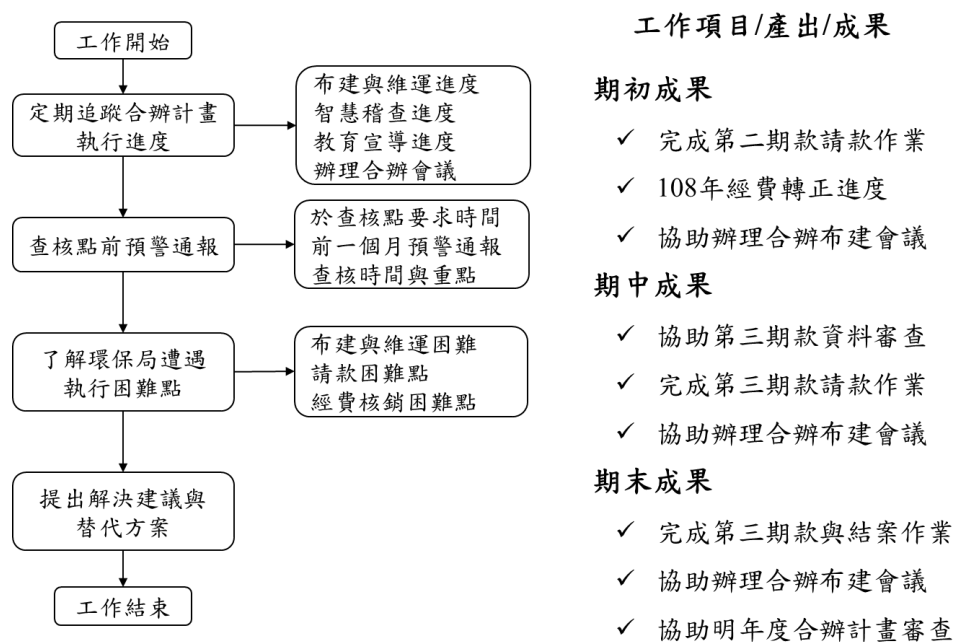 工作開始
定期追蹤合辦計畫
執行進度
布建與維運進度
智慧稽查進度
教育宣導進度
辦理合辦會議
查核點前預警通報
於查核點要求時間
前一個月預警通報
查核時間與重點
了解環保局遭遇
執行困難點
布建與維運困難
請款困難點
經費核銷困難點
提出解決建議與
替代方案
工作結束
工作項目/產出/成果
期初成果
✓ 完成第二期款請款作業
✓ 108年經費轉正進度
✓ 協助辦理合辦布建會議
期中成果
✓ 協助第三期款資料審查
✓ 完成第三期款請款作業
✓ 協助辦理合辦布建會議
期末成果
✓ 完成第三期款與結案作業
✓ 協助辦理合辦布建會議
✓ 協助明年度合辦計畫審查